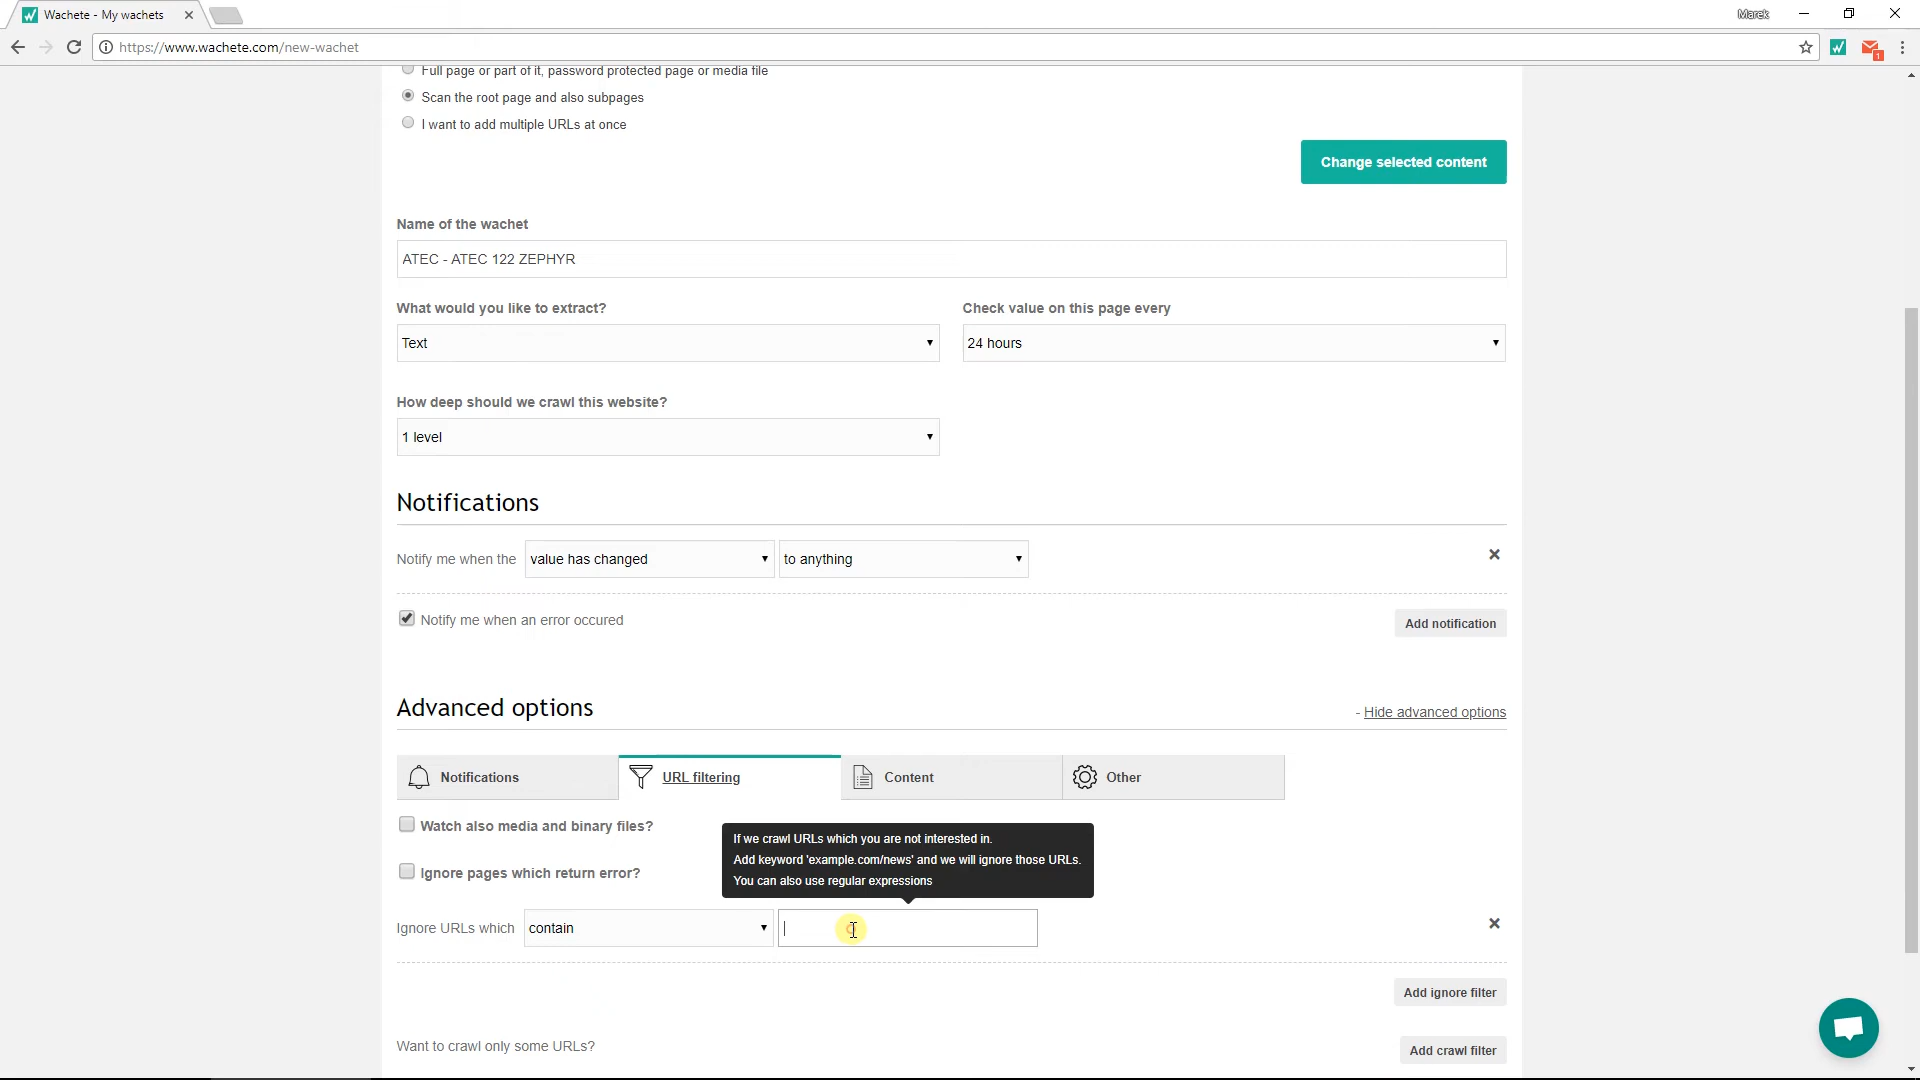 Wachete - My wachets
Marek
https://www.wachete.com/new-wachet
1
Full page or part of it, password protected page or media file
Scan the root page and also subpages
I want to add multiple URLs at once
Change selected content
Name of the wachet
ATEC - ATEC 122 ZEPHYR
What would you like to extract?
Check value on this page every
Text
24 hours
How deep should we crawl this website?
1 level
Notifications
Notify me when the value has changed to anything
Notify me when an error occured
Add notification
Advanced options
- Hide advanced options
Notifications
URL filtering
Content
Other
Watch also media and binary files?
If we crawl URLs which you are not interested in.
Add keyword 'example.com/news' and we will ignore those URLs.
You can also use regular expressions
Ignore pages which return error?
Ignore URLs which contain
Add ignore filter
Want to crawl only some URLs?
Add crawl filter